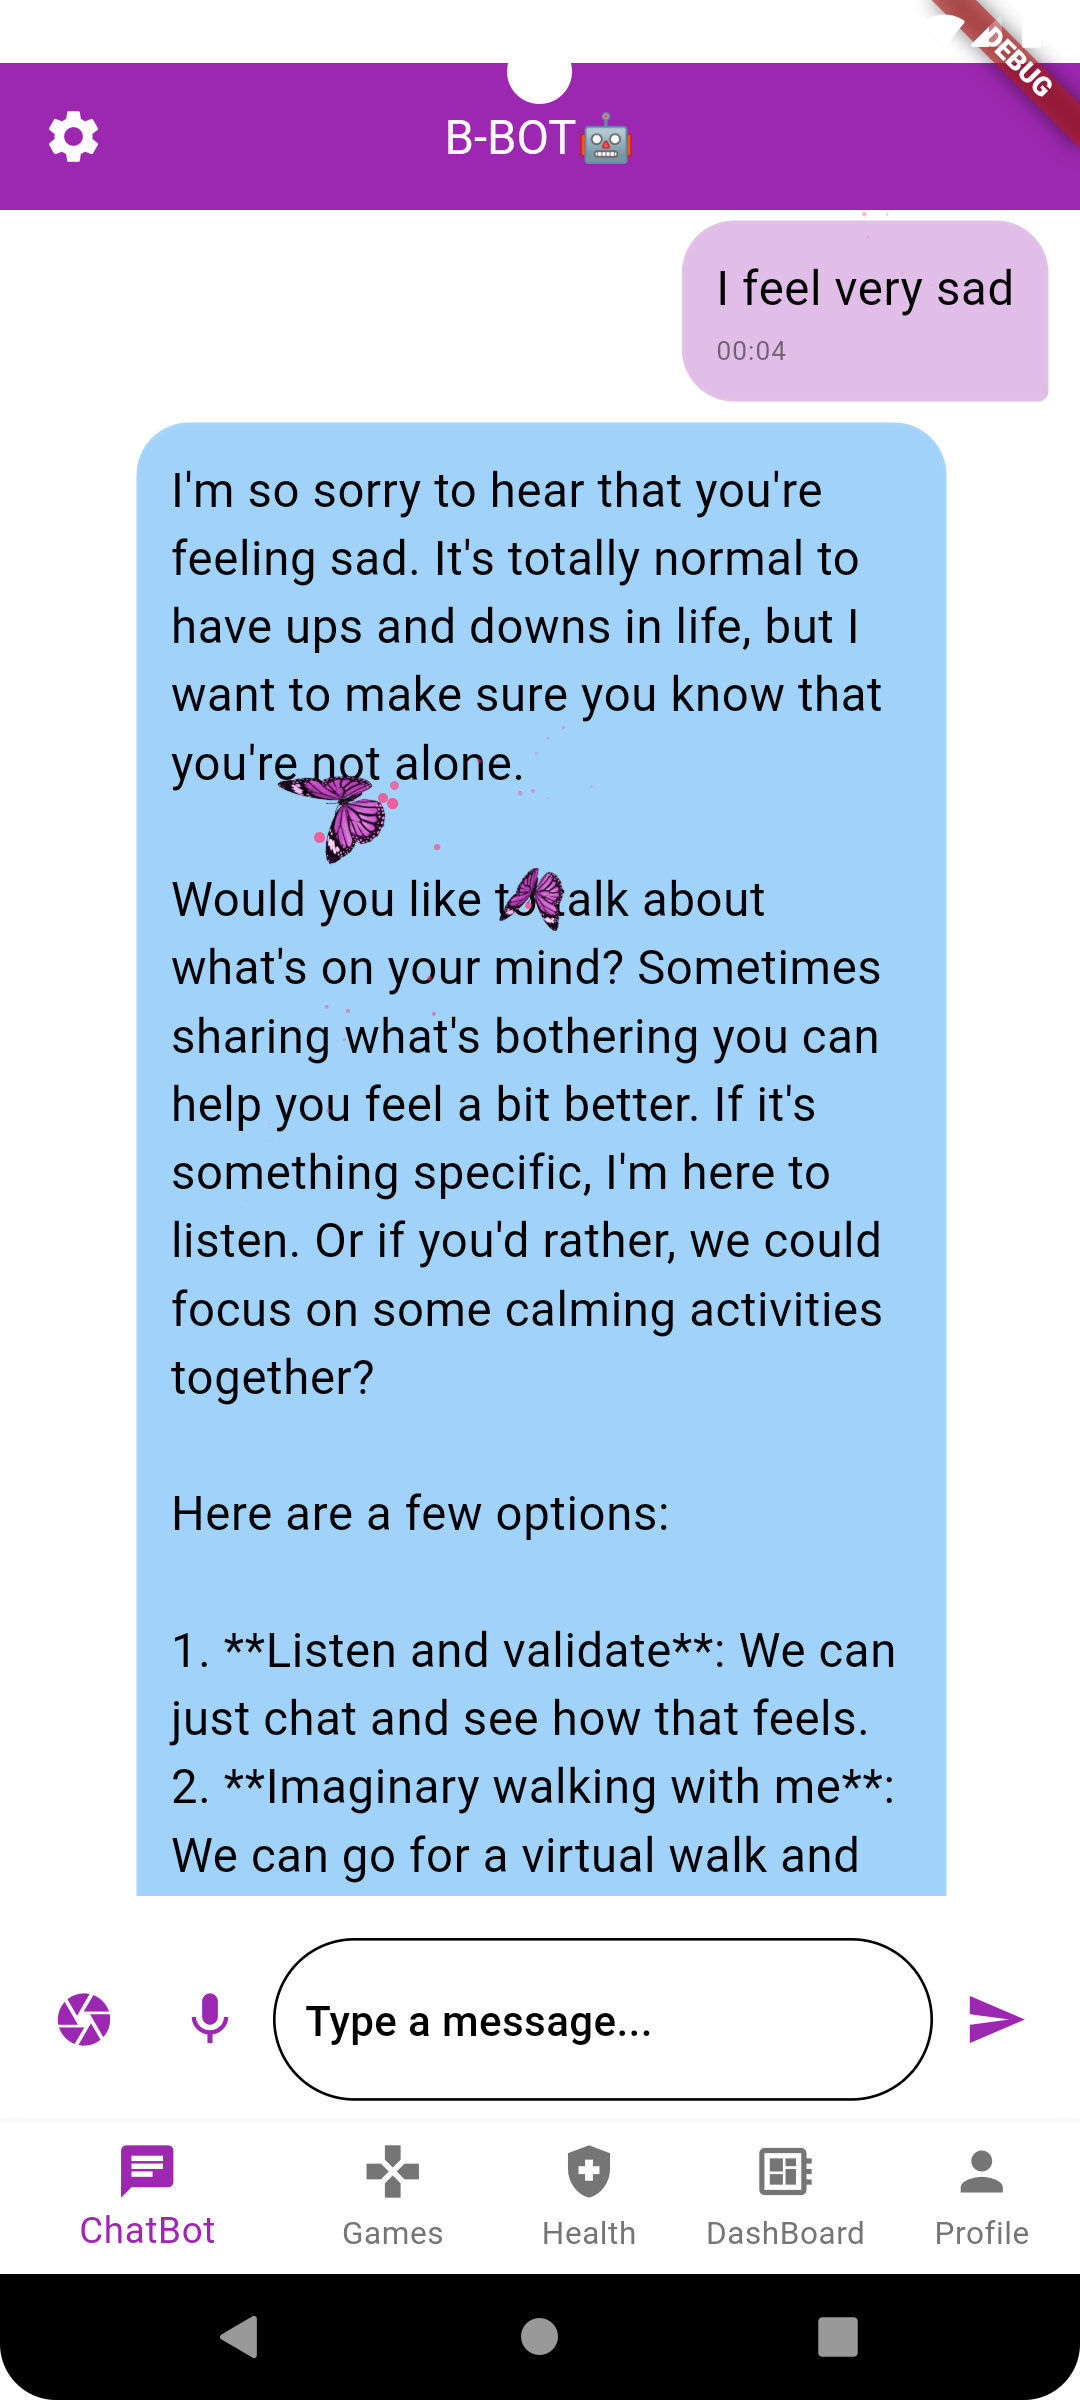 DEBUG
B-BOT🤖
I feel very sad
00:04
I'm so sorry to hear that you're
feeling sad. It's totally normal to
have ups and downs in life, but I
want to make sure you know that
you're not alone.
Would you like to talk about
what's on your mind? Sometimes
sharing what's bothering you can
help you feel a bit better. If it's
something specific, I'm here to
listen. Or if you'd rather, we could
focus on some calming activities
together?
Here are a few options:
1. **Listen and validate**: We can
just chat and see how that feels.
2. **Imaginary walking with me**:
We can go for a virtual walk and
Type a message...
ChatBot
Games
Health
DashBoard
Profile